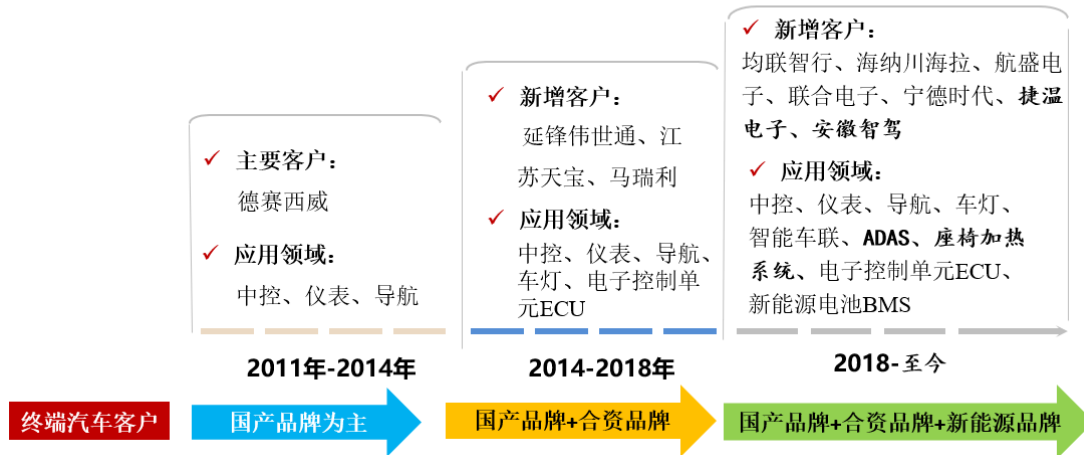 ✓ 主要客户：
德赛西威
✓ 应用领域：
中控、仪表、导航
2011年-2014年
✓ 新增客户：
延锋伟世通、江
苏天宝、马瑞利
✓ 应用领域：
中控、仪表、导航、
车灯、电子控制单
元ECU
2014-2018年
✓ 新增客户：
均联智行、海纳川海拉、航盛电
子、联合电子、宁德时代、捷温
电子、安徽智驾
✓ 应用领域：
中控、仪表、导航、车灯、
智能车联、ADAS、座椅加热
系统、电子控制单元ECU、
新能源电池BMS
2018-至今
终端汽车客户
国产品牌为主
国产品牌+合资品牌
国产品牌+合资品牌+新能源品牌